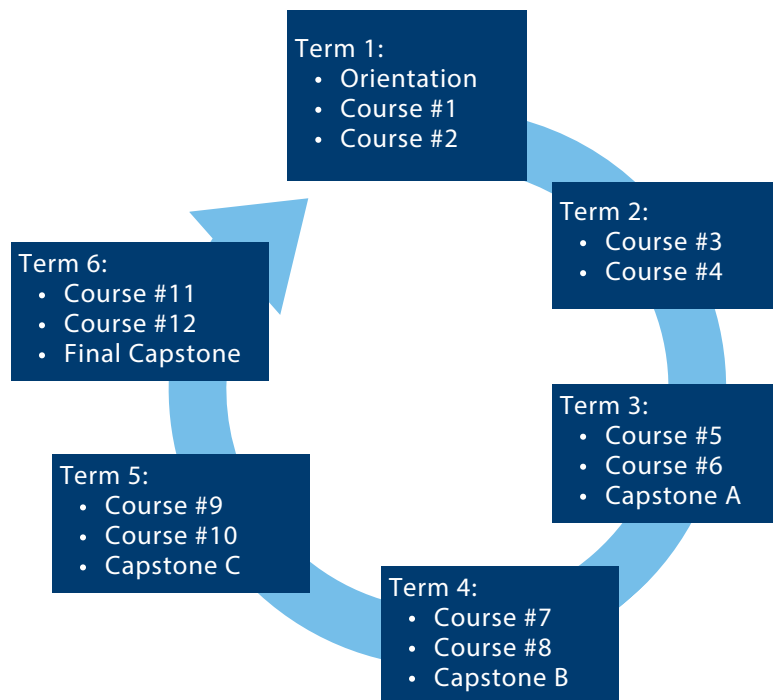 Term 1:
• Orientation
• Course #1
• Course #2
Term 2:
• Course #3
• Course #4
Term 3:
• Course #5
• Course #6
• Capstone A
Term 4:
• Course #7
• Course #8
• Capstone B
Term 5:
• Course #9
• Course #10
• Capstone C
Term 6:
• Course #11
• Course #12
• Final Capstone